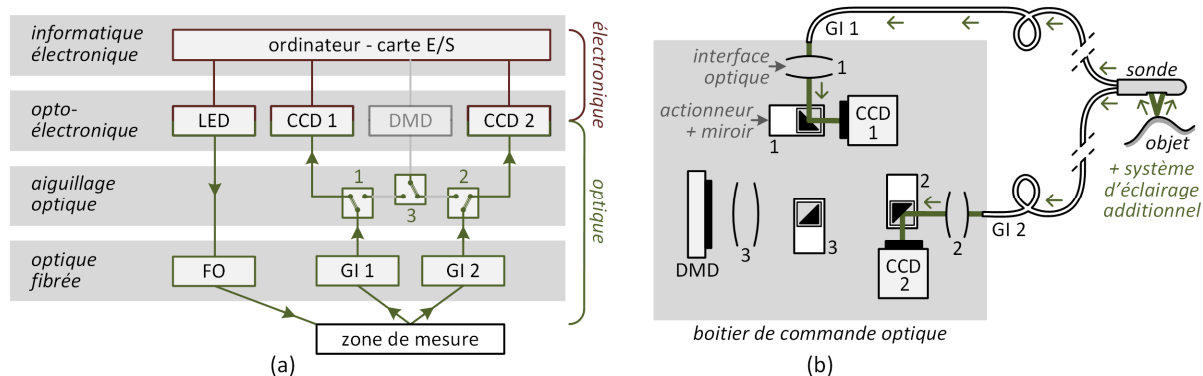 informatique
électronique
ordinateur - carte E/S
électronique
opto-
électronique
LED
CCD 1
DMD
CCD 2
aiguillage
optique
1
2
3
optique
optique
fibrée
FO
GI 1
GI 2
zone de mesure
(a)
GI 1
interface
optique
1
actionneur
+ miroir
1
CCD
1
sonde
objet
+ système
d'éclairage
additionnel
DMD
3
3
2
CCD
2
2
GI 2
boitier de commande optique
(b)